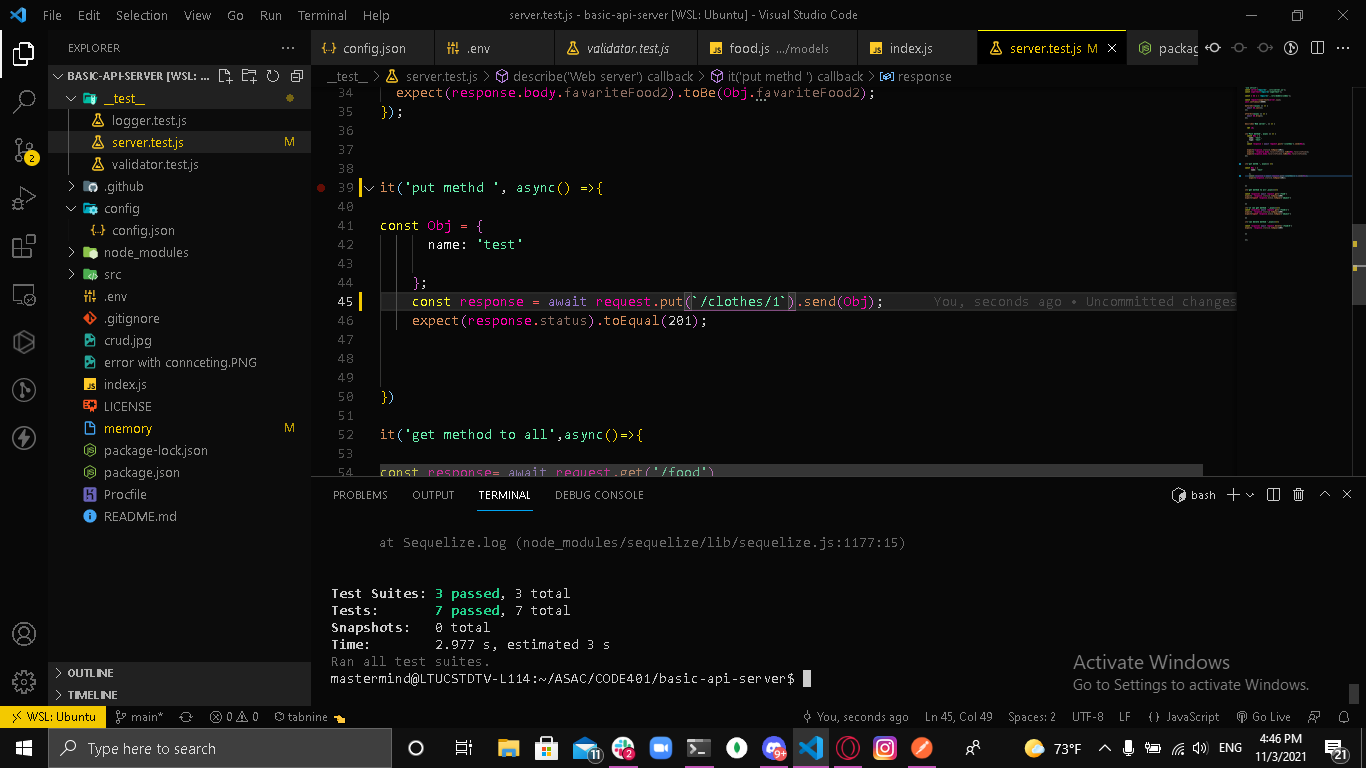 File Edit Selection View Go Run Terminal Help server.test.js - basic-api-server [WSL: Ubuntu] - Visual Studio Code
EXPLORER
config.json .env validator.test.js food.js .../models index.js server.test.js M packag
BASIC-API-SERVER [WSL: ...
__test__ > server.test.js > describe('Web server') callback > it('put methd ') callback > response
__test__
logger.test.js
server.test.js M
validator.test.js
.github
config
config.json
node_modules
src
.env
.gitignore
crud.jpg
error with connceting.PNG
index.js
LICENSE
memory M
package-lock.json
package.json
Procfile
README.md
OUTLINE
TIMELINE
2
34 expect(response.body.favariteFood2).toBe(Obj.favariteFood2);
35 });
36
37
38
39 it('put methd ', async() =>{
40
41 const Obj = {
42 name: 'test'
43
44 };
45 const response = await request.put(`/clothes/1`).send(Obj); You, seconds ago • Uncommitted changes
46 expect(response.status).toEqual(201);
47
48
49
50 })
51
52 it('get method to all',async()=>{
53
54 const response= await request.get('/food')
PROBLEMS OUTPUT TERMINAL DEBUG CONSOLE bash
at Sequelize.log (node_modules/sequelize/lib/sequelize.js:1177:15)
Test Suites: 3 passed, 3 total
Tests: 7 passed, 7 total
Snapshots: 0 total
Time: 2.977 s, estimated 3 s
Ran all test suites.
mastermind@LTUCSTDTV-L114:~/ASAC/CODE401/basic-api-server$
Activate Windows
Go to Settings to activate Windows.
WSL: Ubuntu main* 0 0 tabnine You, seconds ago Ln 45, Col 49 Spaces: 2 UTF-8 LF {} JavaScript Go Live
Type here to search
11 2 9+ 73°F ENG 4:46 PM
11/3/2021 21